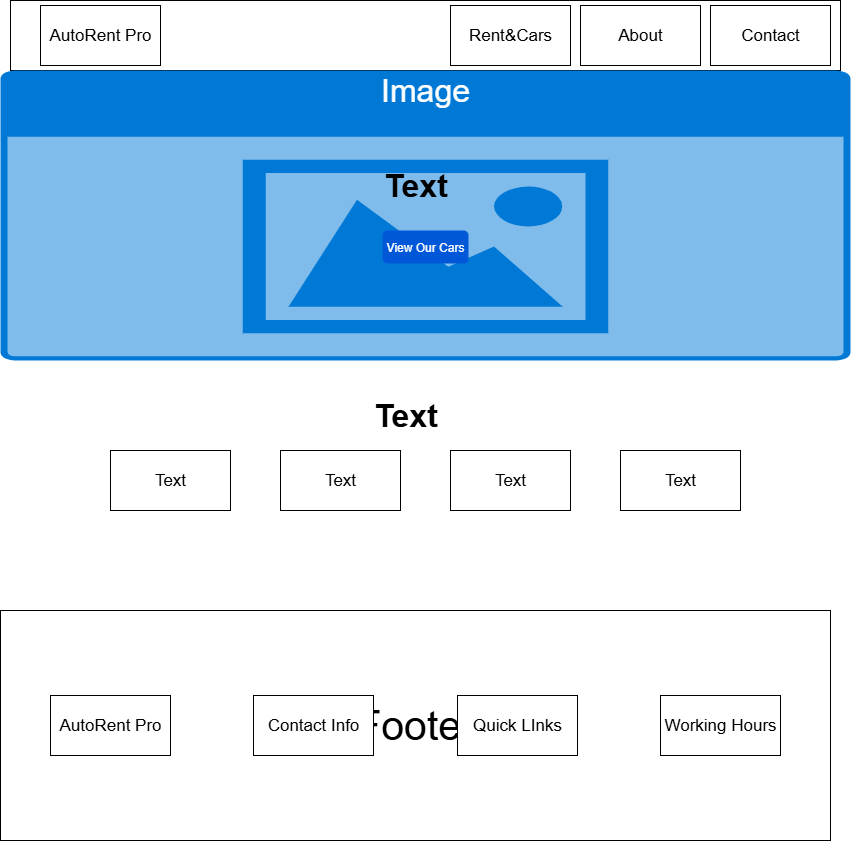 AutoRent Pro
Rent&Cars
About
Contact
Image
Text
View Our Cars
Text
Text
Text
Text
Text
AutoRent Pro
Contact Info
Foote
Quick LInks
Working Hours